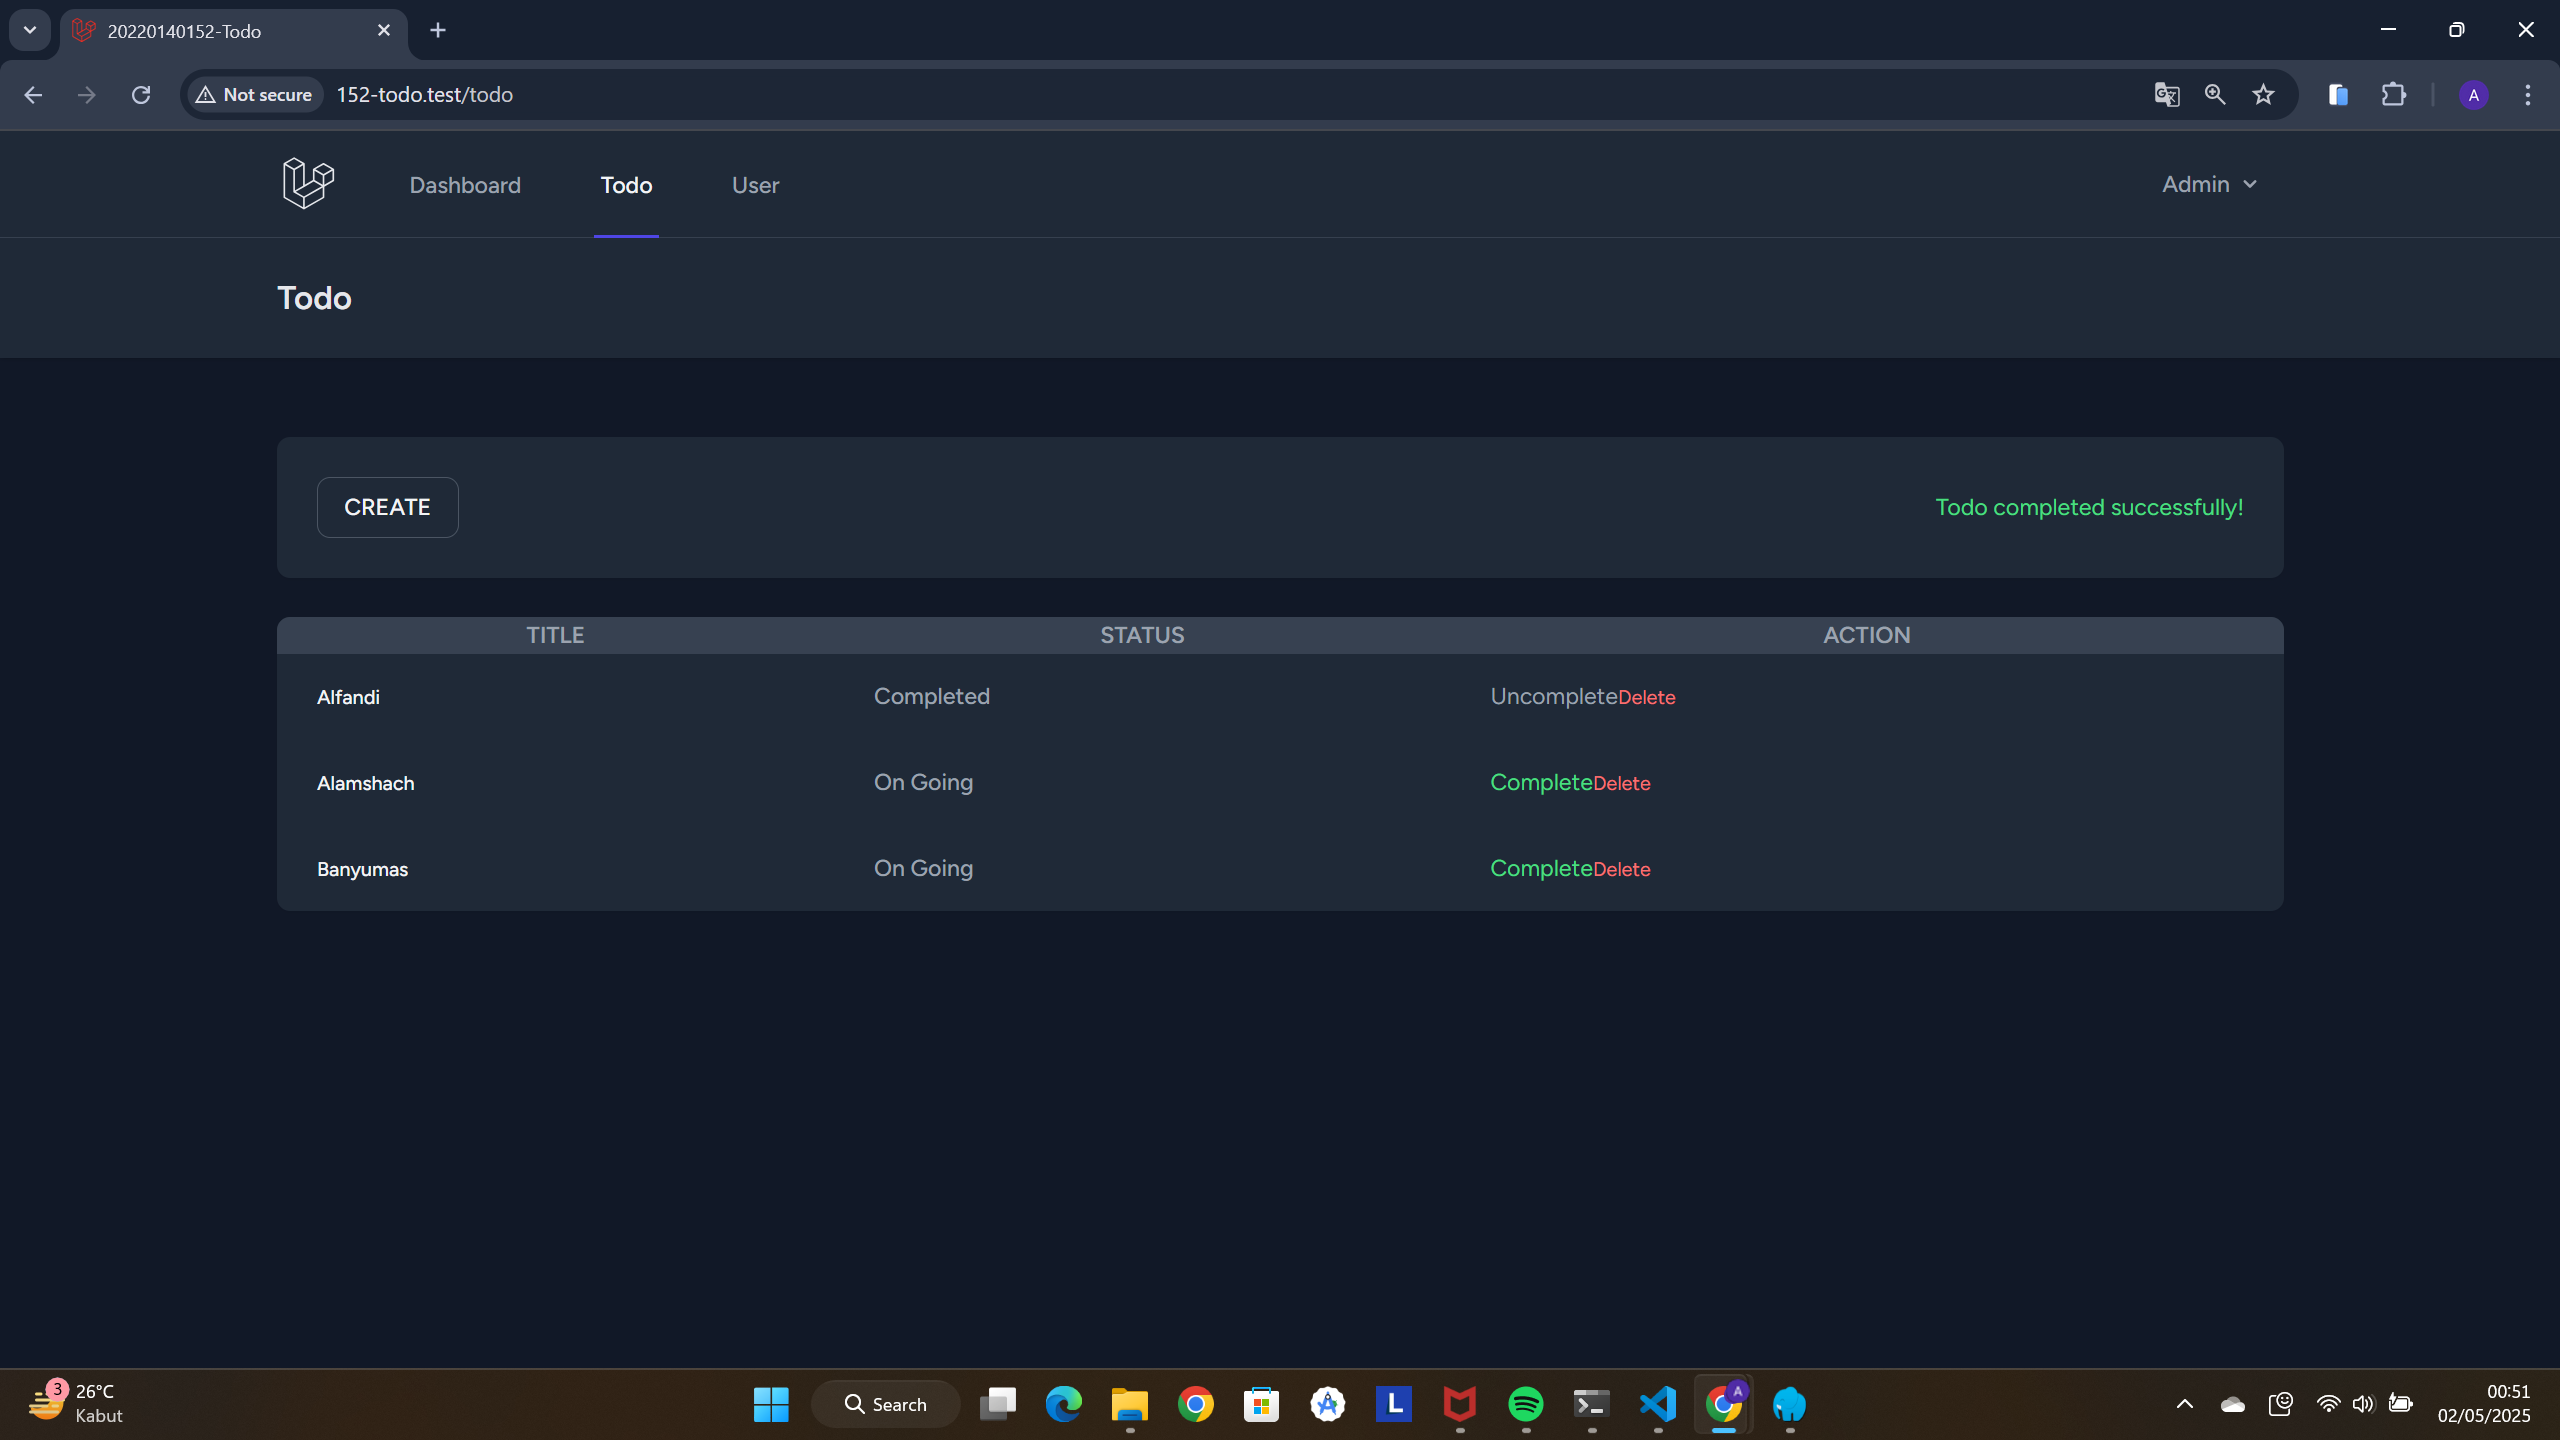 20220140152-Todo
Not secure
152-todo.test/todo
A
Dashboard
Todo
User
Admin
Todo
CREATE
Todo completed successfully!
TITLE
STATUS
ACTION
Alfandi
Completed
UncompleteDelete
Alamshach
On Going
CompleteDelete
Banyumas
On Going
CompleteDelete
3
26°C
Kabut
Search
L
A
00:51
02/05/2025